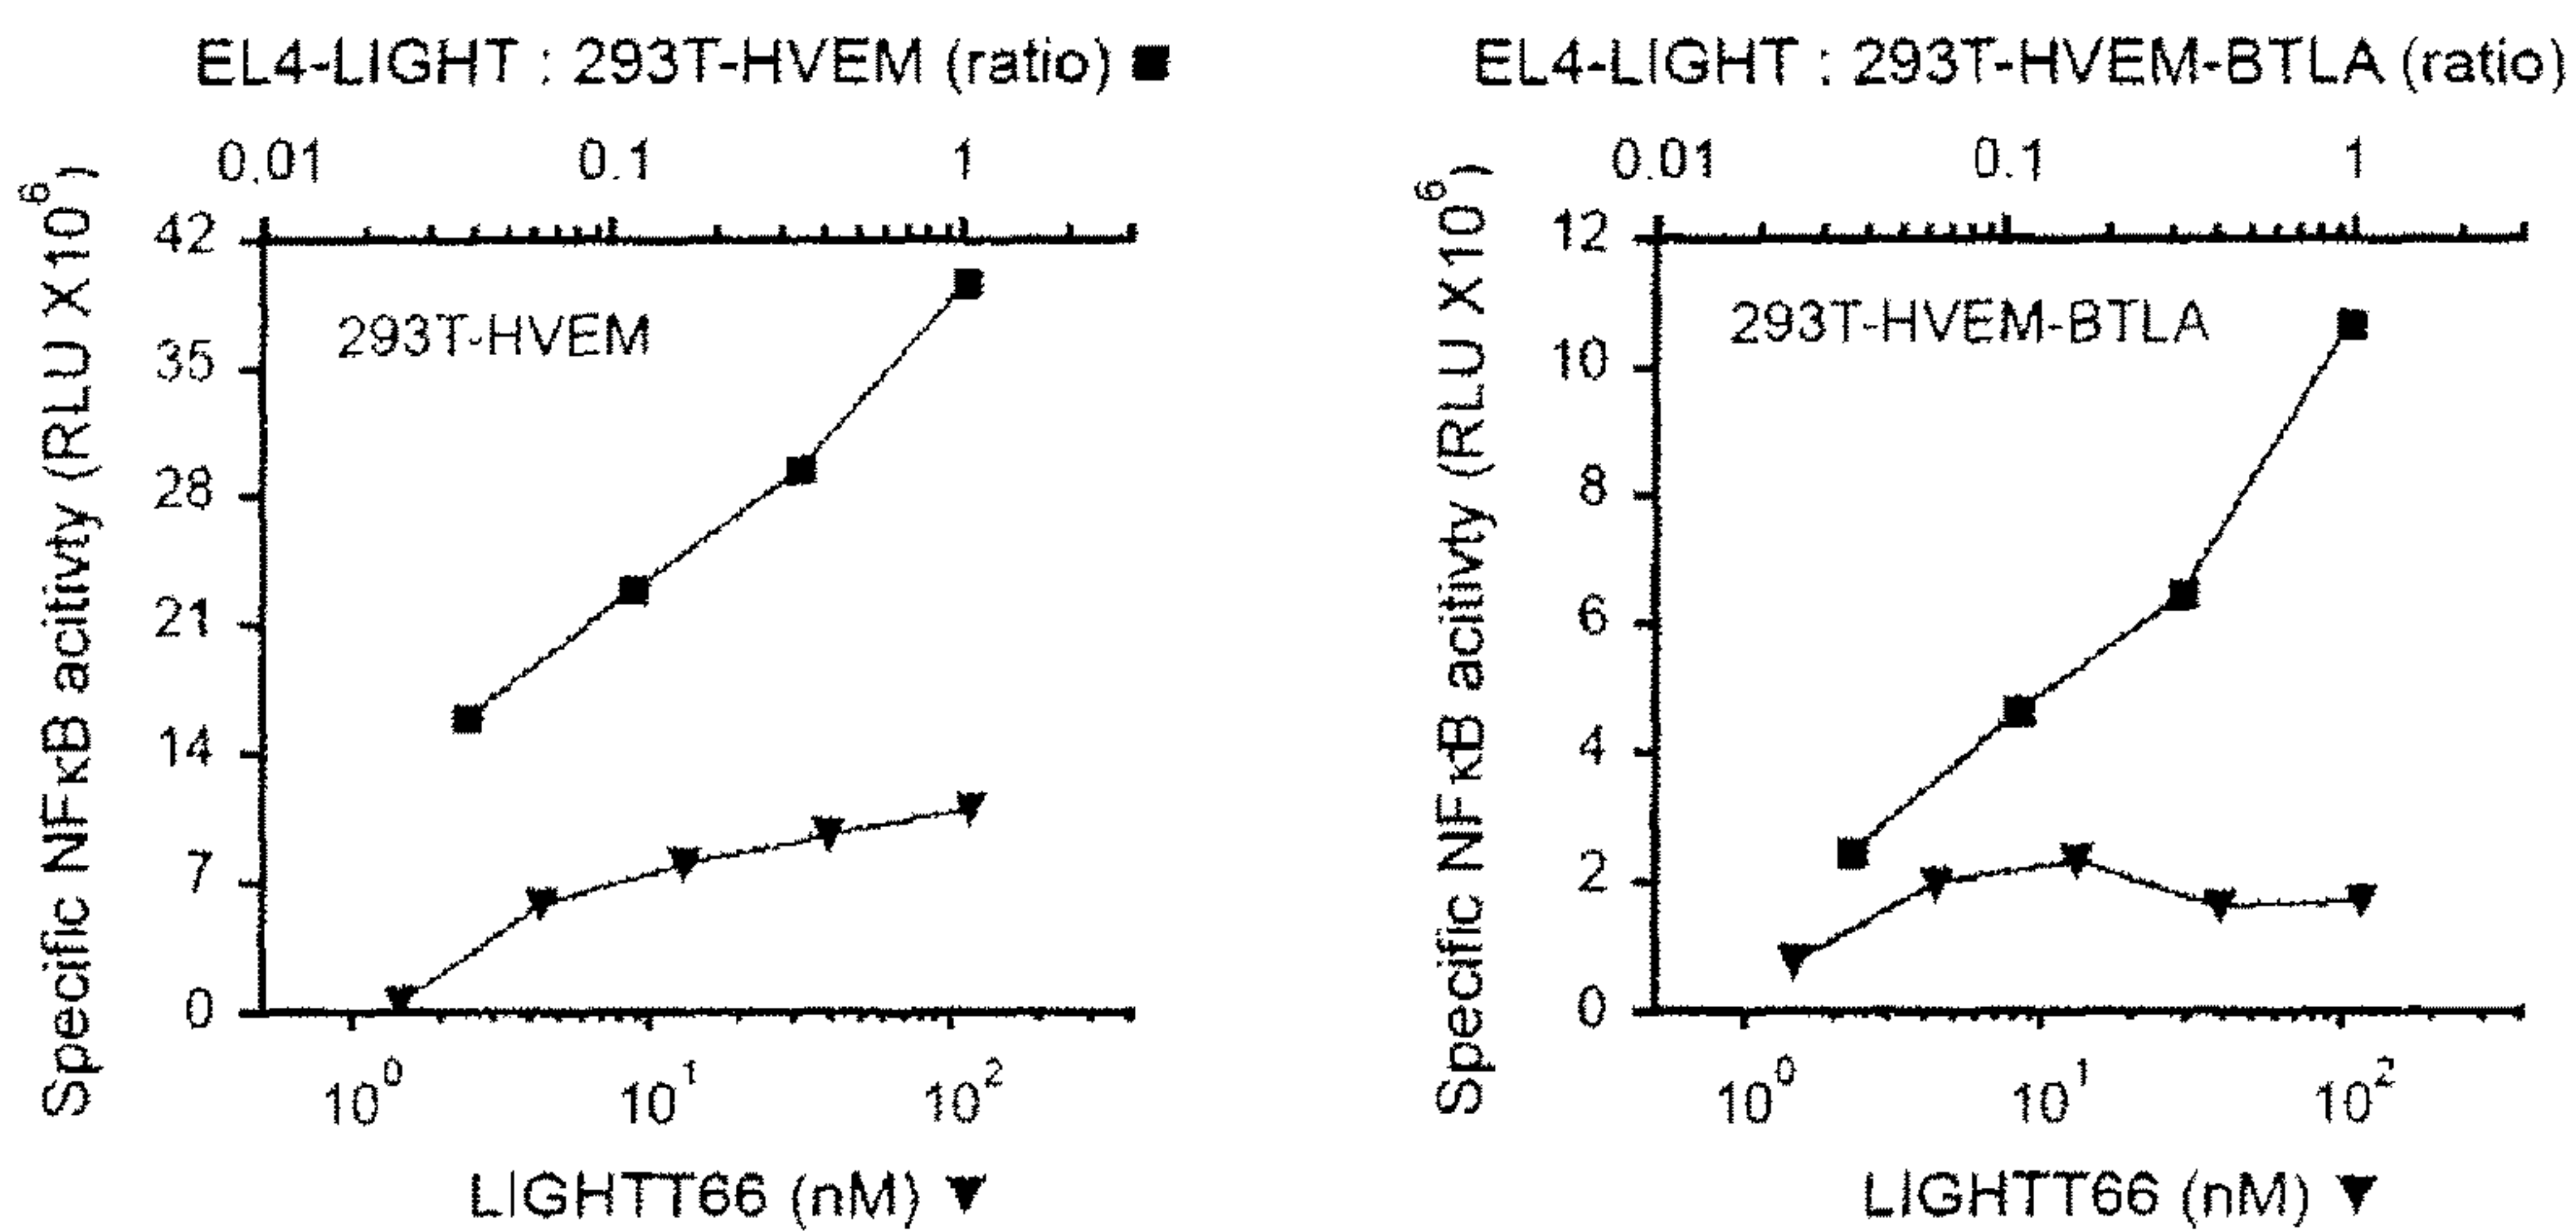 EL4-LIGHT : 293T-HVEM (ratio) ■
0.01 0.1 1
Specific NFκB acitivty (RLU X10⁶)
42
35
28
21
14
7
0
293T-HVEM
10⁰ 10¹ 10²
LIGHTT66 (nM) ▼
EL4-LIGHT : 293T-HVEM-BTLA (ratio)
0.01 0.1 1
Specific NFκB acitivty (RLU X10⁶)
12
10
8
6
4
2
0
293T-HVEM-BTLA
10⁰ 10¹ 10²
LIGHTT66 (nM) ▼